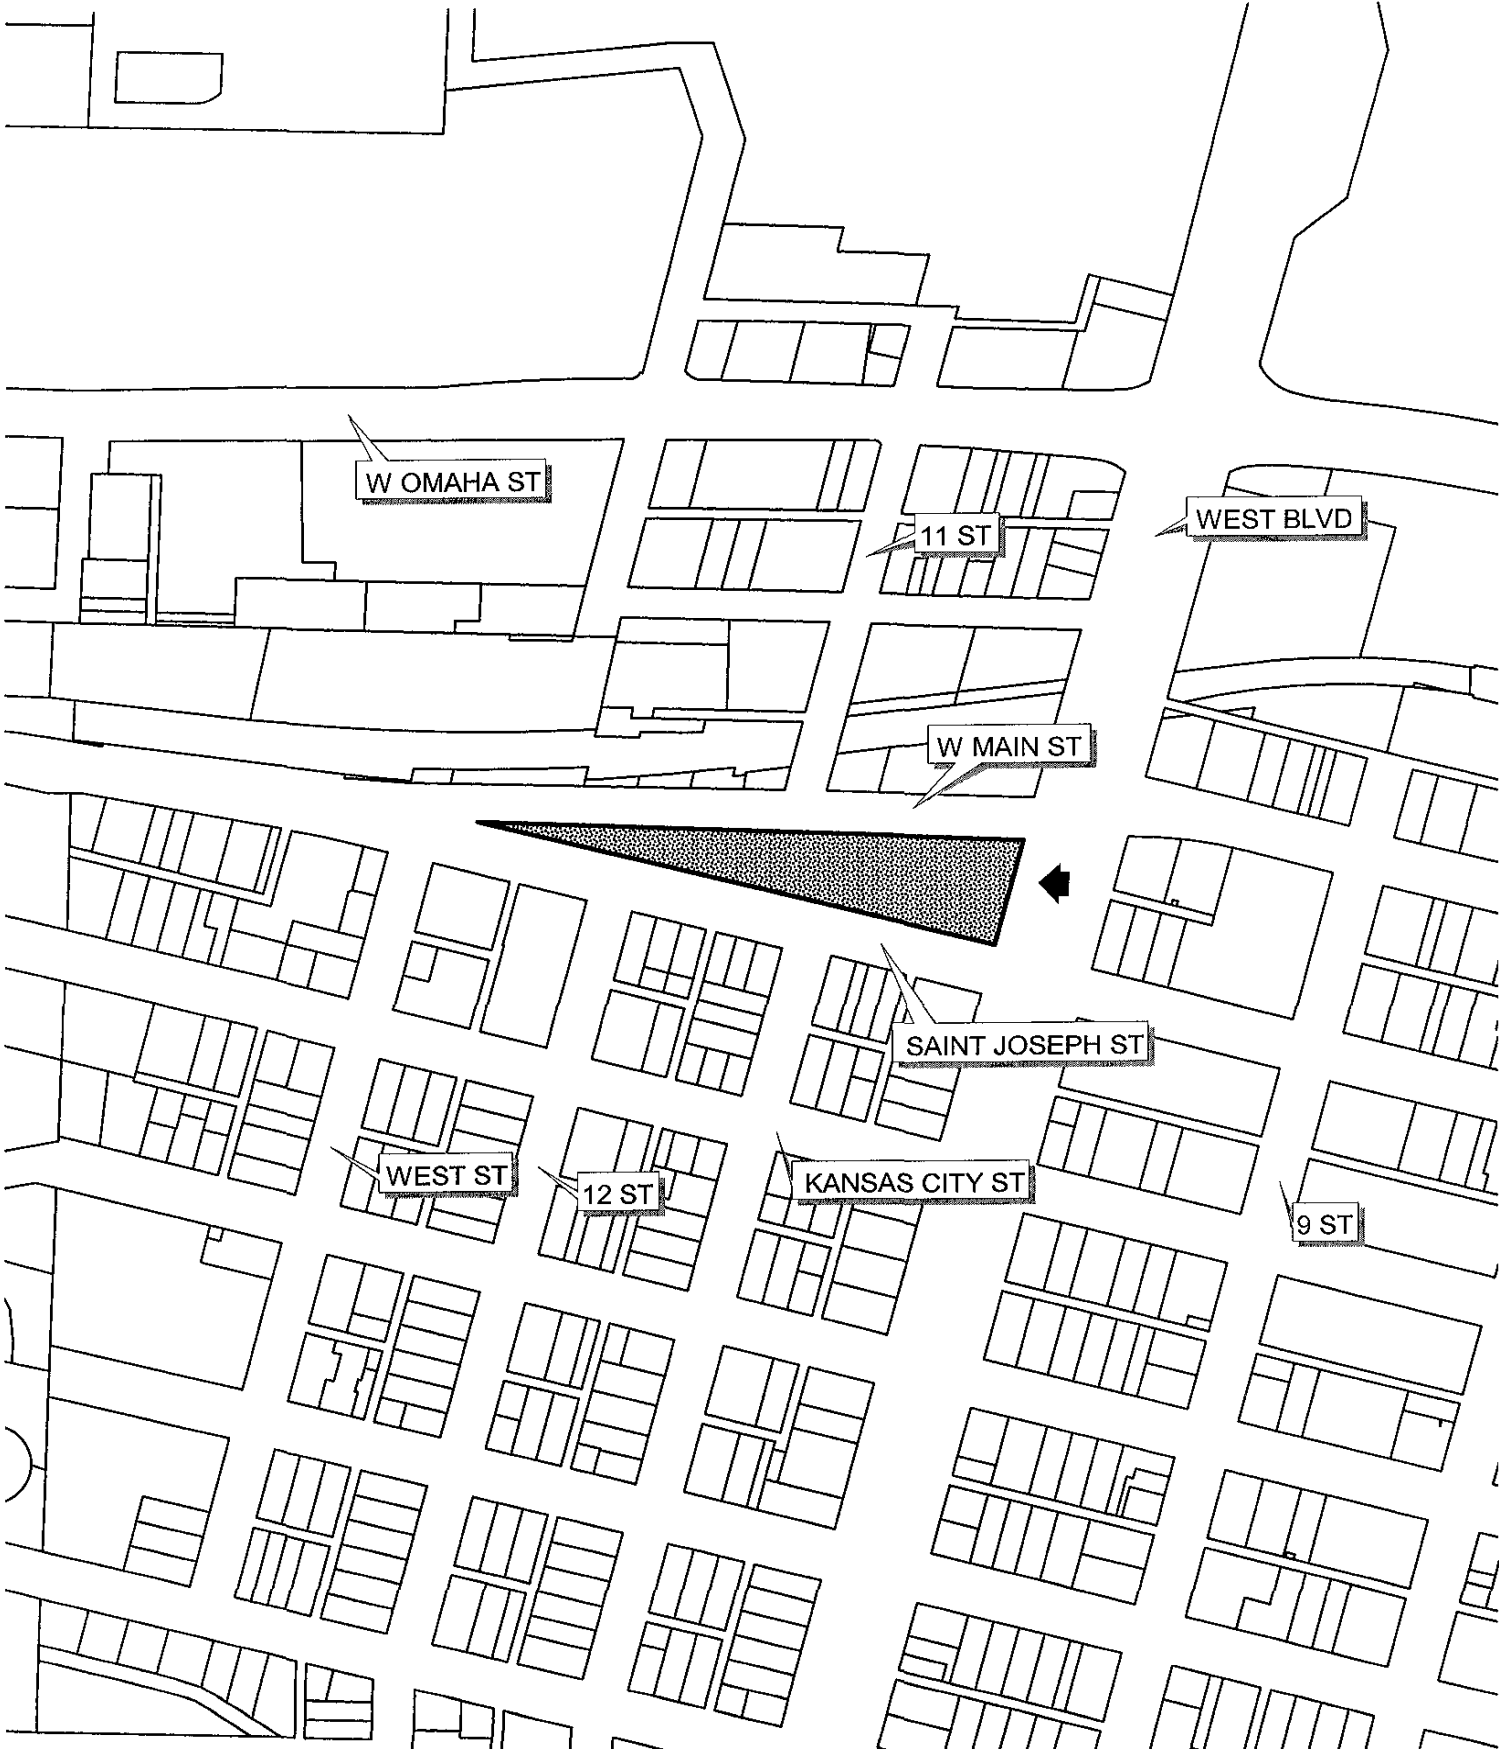 W OMAHA ST
11 ST
WEST BLVD
W MAIN ST
SAINT JOSEPH ST
WEST ST
12 ST
KANSAS CITY ST
9 ST